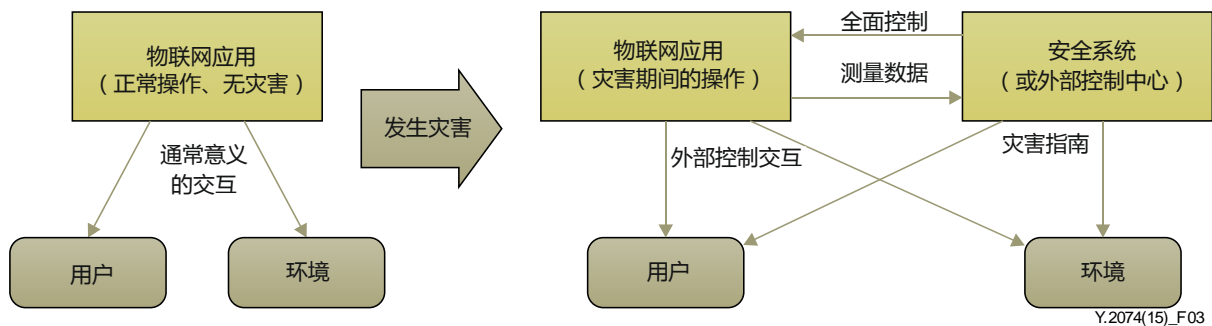 物联网应用
（正常操作、无灾害）
通常意义
的交互
用户
环境
发生灾害
物联网应用
（灾害期间的操作）
全面控制
测量数据
安全系统
（或外部控制中心）
外部控制交互
灾害指南
用户
环境
Y.2074(15)_F03